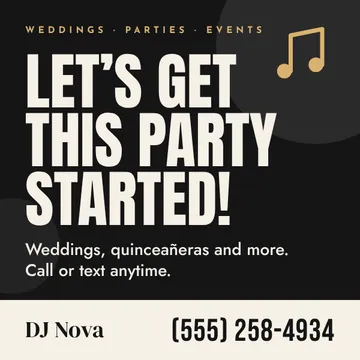 WEDDINGS · PARTIES · EVENTS
LET’S GET
THIS PARTY
STARTED!
Weddings, quinceañeras and more.
Call or text anytime.
DJ Nova
(555) 258-4934